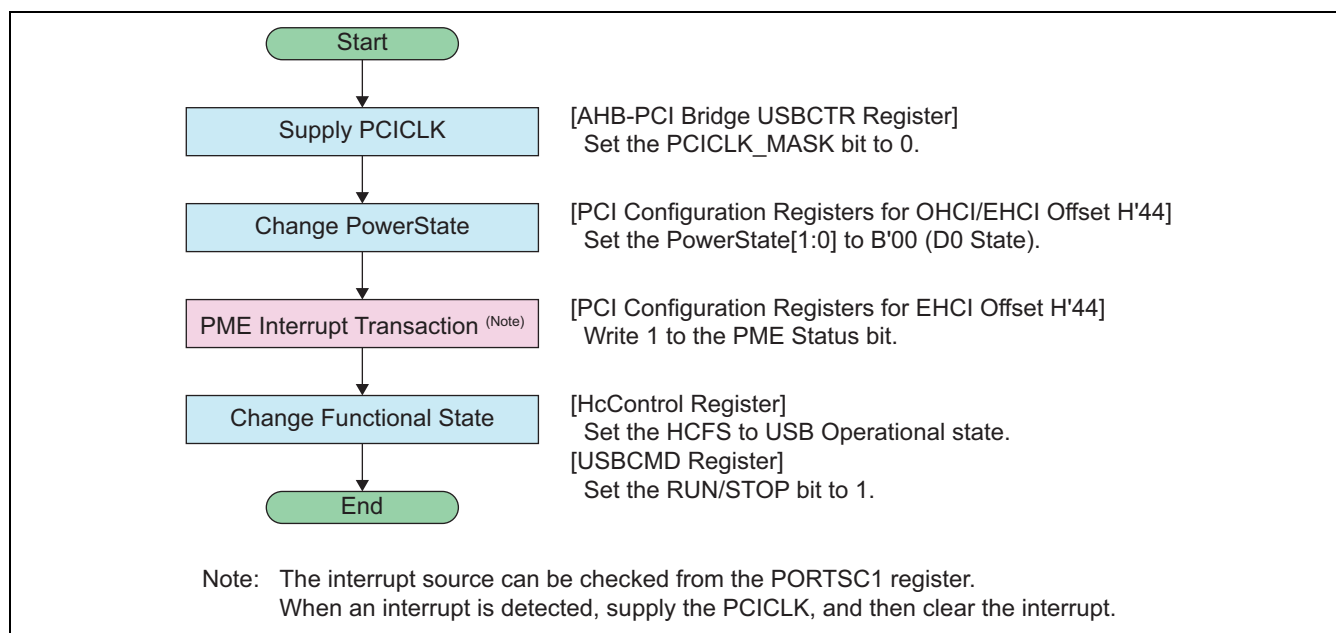 Start
Supply PCICLK
[AHB-PCI Bridge USBCTR Register]
Set the PCICLK_MASK bit to 0.
Change PowerState
[PCI Configuration Registers for OHCI/EHCI Offset H'44]
Set the PowerState[1:0] to B'00 (D0 State).
PME Interrupt Transaction (Note)
[PCI Configuration Registers for EHCI Offset H'44]
Write 1 to the PME Status bit.
Change Functional State
[HcControl Register]
Set the HCFS to USB Operational state.
[USBCMD Register]
Set the RUN/STOP bit to 1.
End
Note: The interrupt source can be checked from the PORTSC1 register.
When an interrupt is detected, supply the PCICLK, and then clear the interrupt.